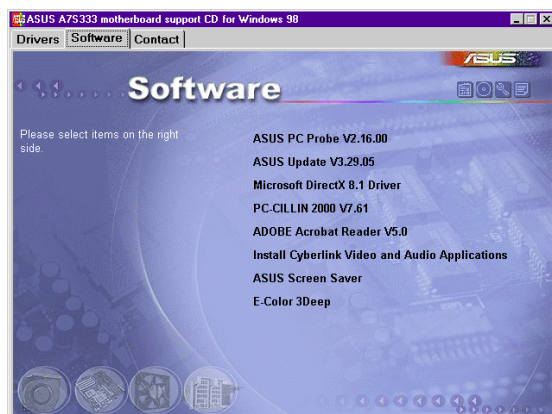 ASUS A7S333 motherboard support CD for Windows 98
Drivers Software Contact
ASUS
Software
Please select items on the right
side.
ASUS PC Probe V2.16.00
ASUS Update V3.29.05
Microsoft DirectX 8.1 Driver
PC-CILLIN 2000 V7.61
ADOBE Acrobat Reader V5.0
Install Cyberlink Video and Audio Applications
ASUS Screen Saver
E-Color 3Deep